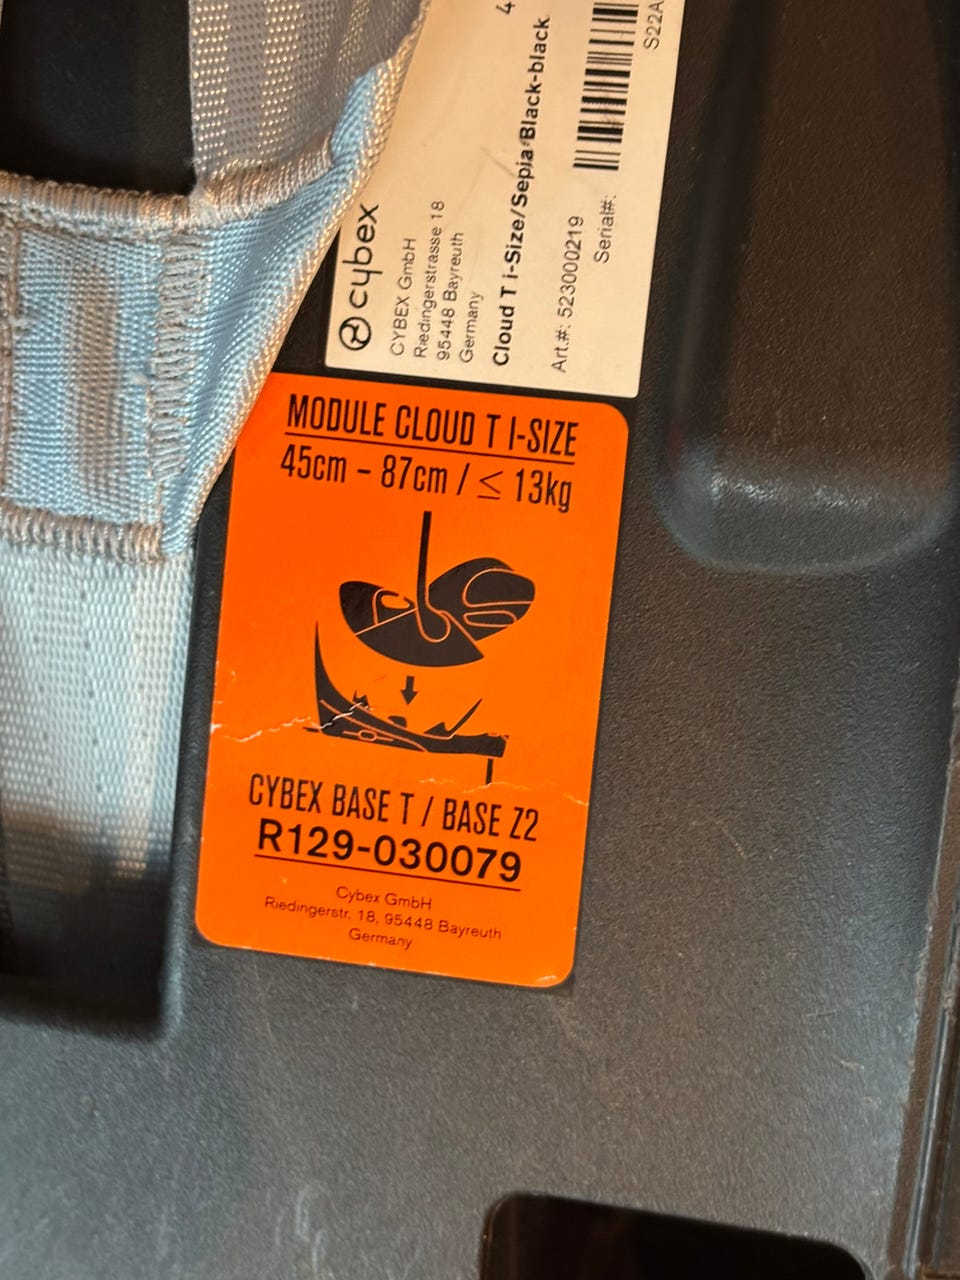 cybex
CYBEX GmbH
Riedingerstrasse 18
95448 Bayreuth
Germany
Cloud T i-Size/Sepia Black-black
4
Art.#: 523000219
Serial#:
S22A
MODULE CLOUD T I-SIZE
45cm – 87cm / ≤ 13kg
CYBEX BASE T / BASE Z2
R129-030079
Cybex GmbH
Riedingerstr. 18, 95448 Bayreuth
Germany